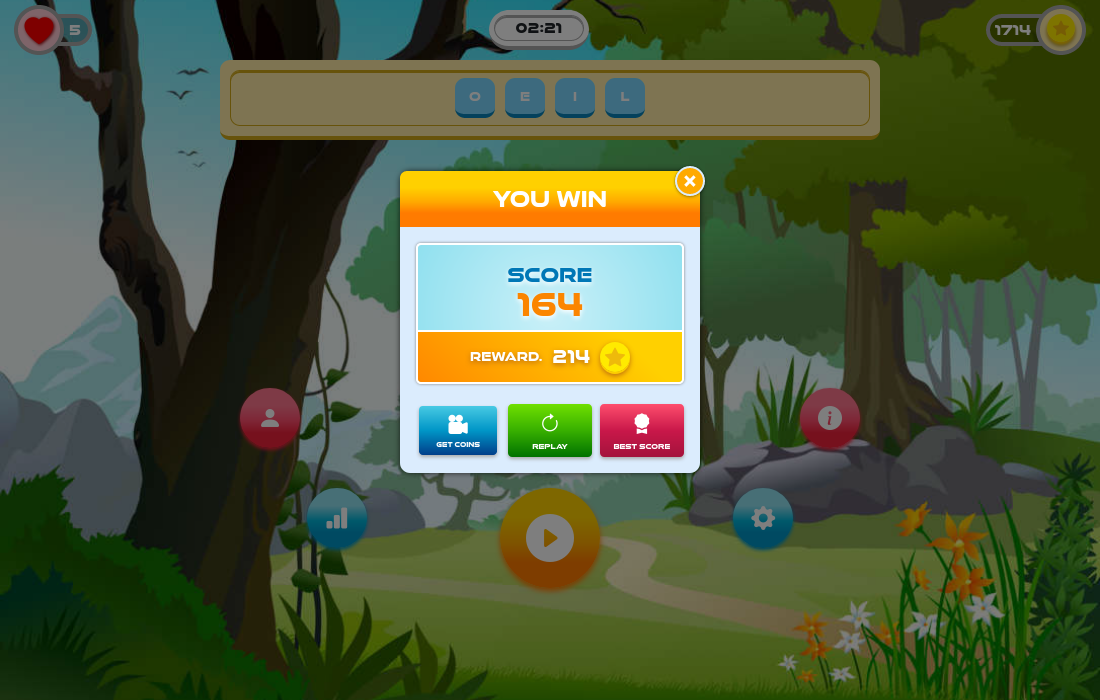 5
02:21
1714
O E I L
YOU WIN
SCORE
164
REWARD. 214
GET COINS
REPLAY
BEST SCORE
i